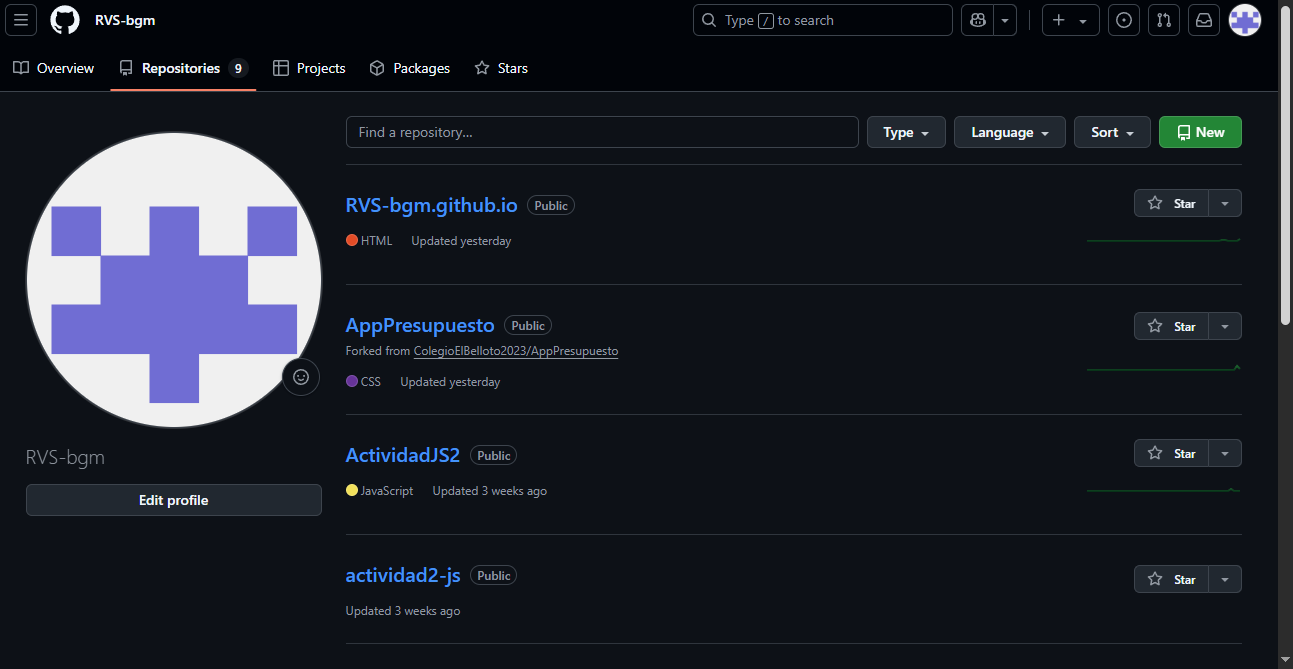 RVS-bgm
Type / to search
Overview
Repositories 9
Projects
Packages
Stars
Find a repository...
Type
Language
Sort
New
RVS-bgm.github.io Public
Star
HTML Updated yesterday
AppPresupuesto Public
Star
Forked from ColegioElBelloto2023/AppPresupuesto
CSS Updated yesterday
ActividadJS2 Public
Star
JavaScript Updated 3 weeks ago
actividad2-js Public
Star
Updated 3 weeks ago
RVS-bgm
Edit profile